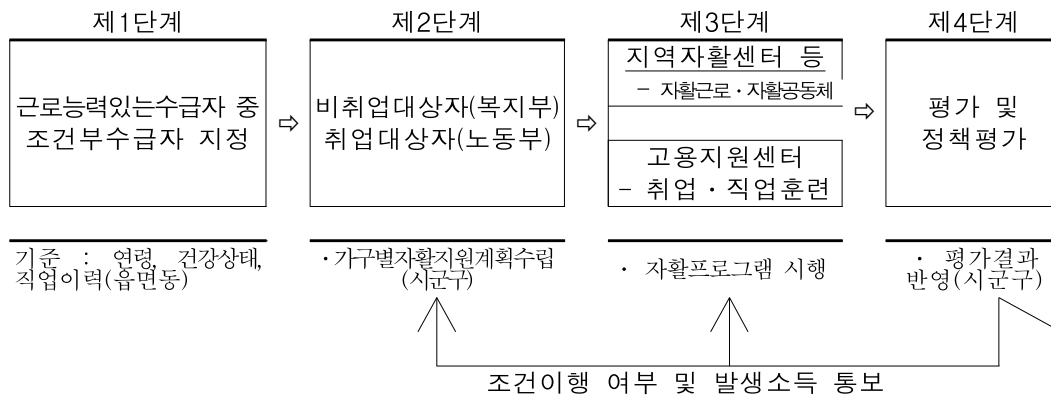 제1단계
근로능력있는수급자 중
조건부수급자 지정
⇨
제2단계
비취업대상자(복지부)
취업대상자(노동부)
⇨
제3단계
지역자활센터 등
- 자활근로·자활공동체
고용지원센터
- 취업·직업훈련
⇨
제4단계
평가 및
정책평가
기준 : 연령, 건강상태,
직업이력(읍면동)
·가구별자활지원계획수립
(시군구)
· 자활프로그램 시행
· 평가결과
반영(시군구)
조건이행 여부 및 발생소득 통보